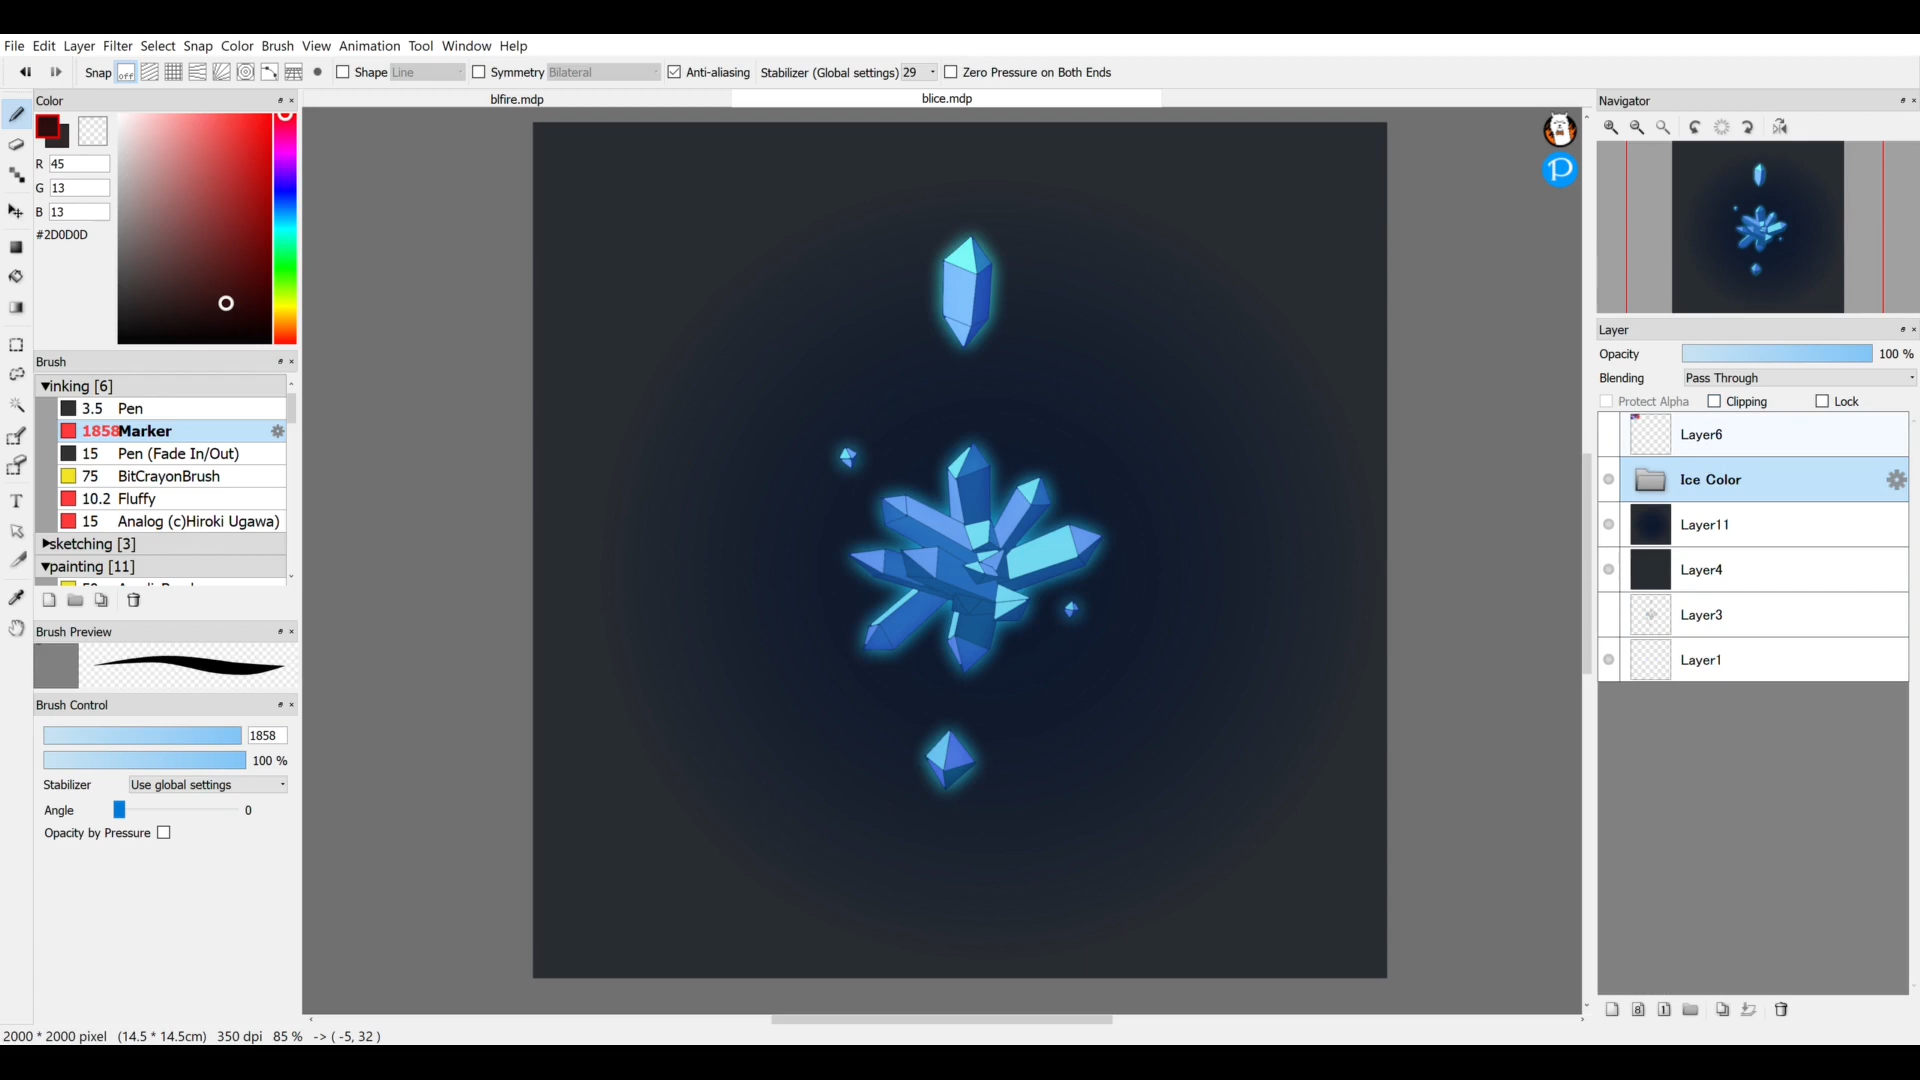 File Edit Layer Filter Select Snap Color Brush View Animation Tool Window Help
Snap off Shape Line Symmetry Bilateral Anti-aliasing Stabilizer (Global settings) 29 Zero Pressure on Both Ends
Color
blfire.mdp
blice.mdp
Navigator
R 45
G 13
B 13
#2D0D0D
P
Layer
Opacity 100 %
Blending Pass Through
Protect Alpha Clipping Lock
Layer6
Ice Color
Layer11
Layer4
Layer3
Layer1
8
1
Brush
inking [6]
3.5 Pen
1858 Marker
15 Pen (Fade In/Out)
75 BitCrayonBrush
10.2 Fluffy
15 Analog (c)Hiroki Ugawa)
sketching [3]
painting [11]
T
Brush Preview
Brush Control
1858
100 %
Stabilizer Use global settings
Angle 0
Opacity by Pressure
2000 * 2000 pixel (14.5 * 14.5cm) 350 dpi 85 % -> ( -5, 32 )